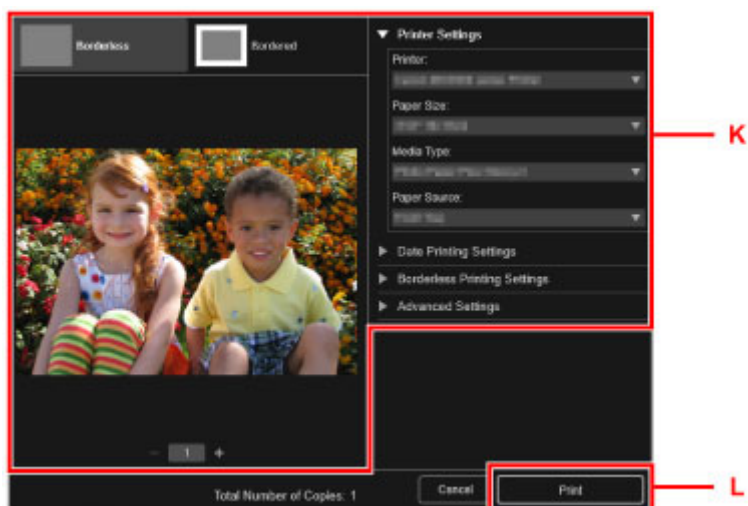 Borderless
Bordered
Printer Settings
Printer:
Paper Size:
Media Type:
Paper Source:
Date Printing Settings
Borderless Printing Settings
Advanced Settings
K
1
Total Number of Copies: 1
Cancel
Print
L